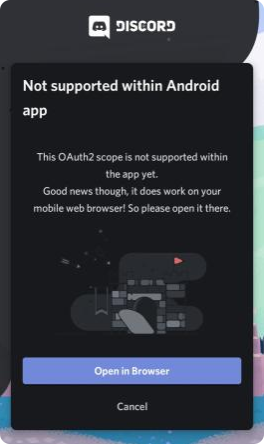 DISCORD
Not supported within Android
app
This OAuth2 scope is not supported within
the app yet.
Good news though, it does work on your
mobile web browser! So please open it there.
Open in Browser
Cancel